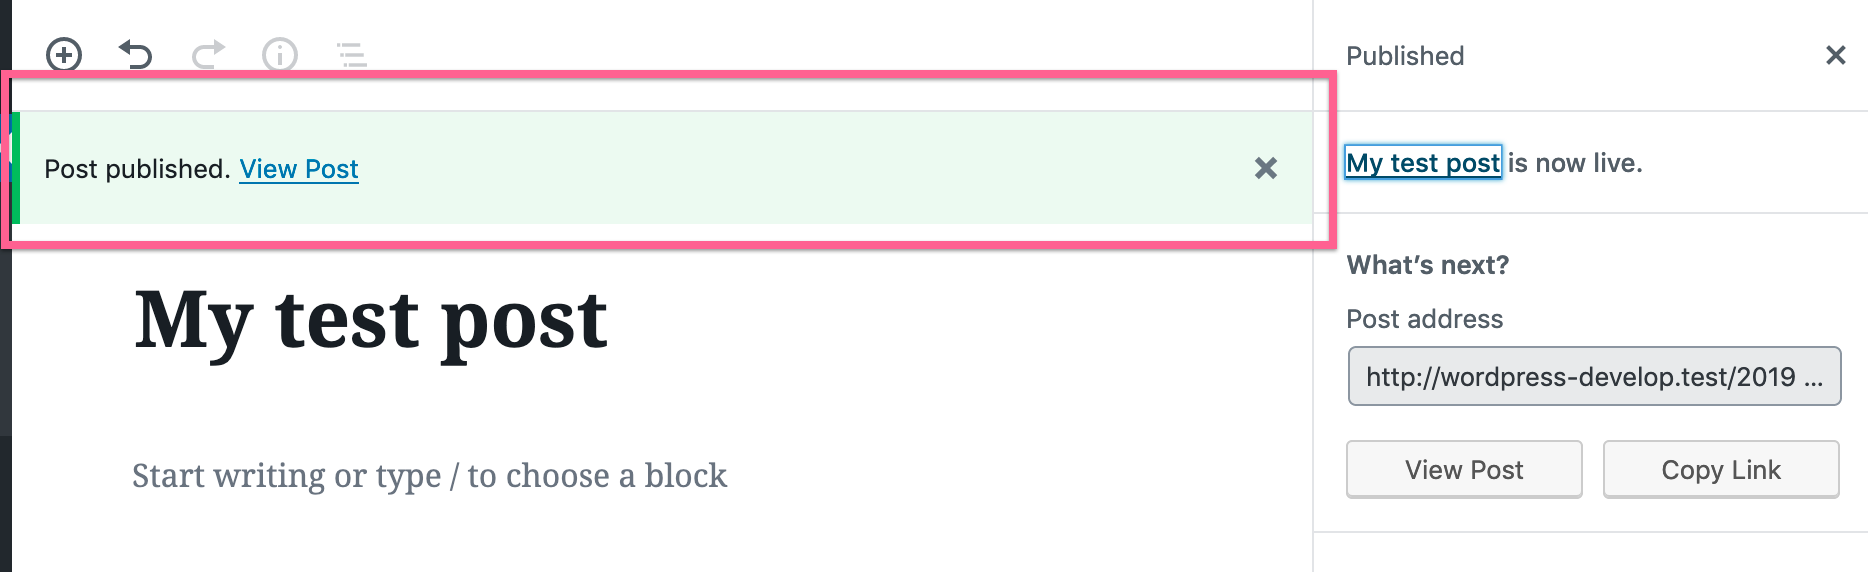 Post published. View Post
My test post
Start writing or type / to choose a block
Published
My test post is now live.
What’s next?
Post address
http://wordpress-develop.test/2019 ...
View Post
Copy Link